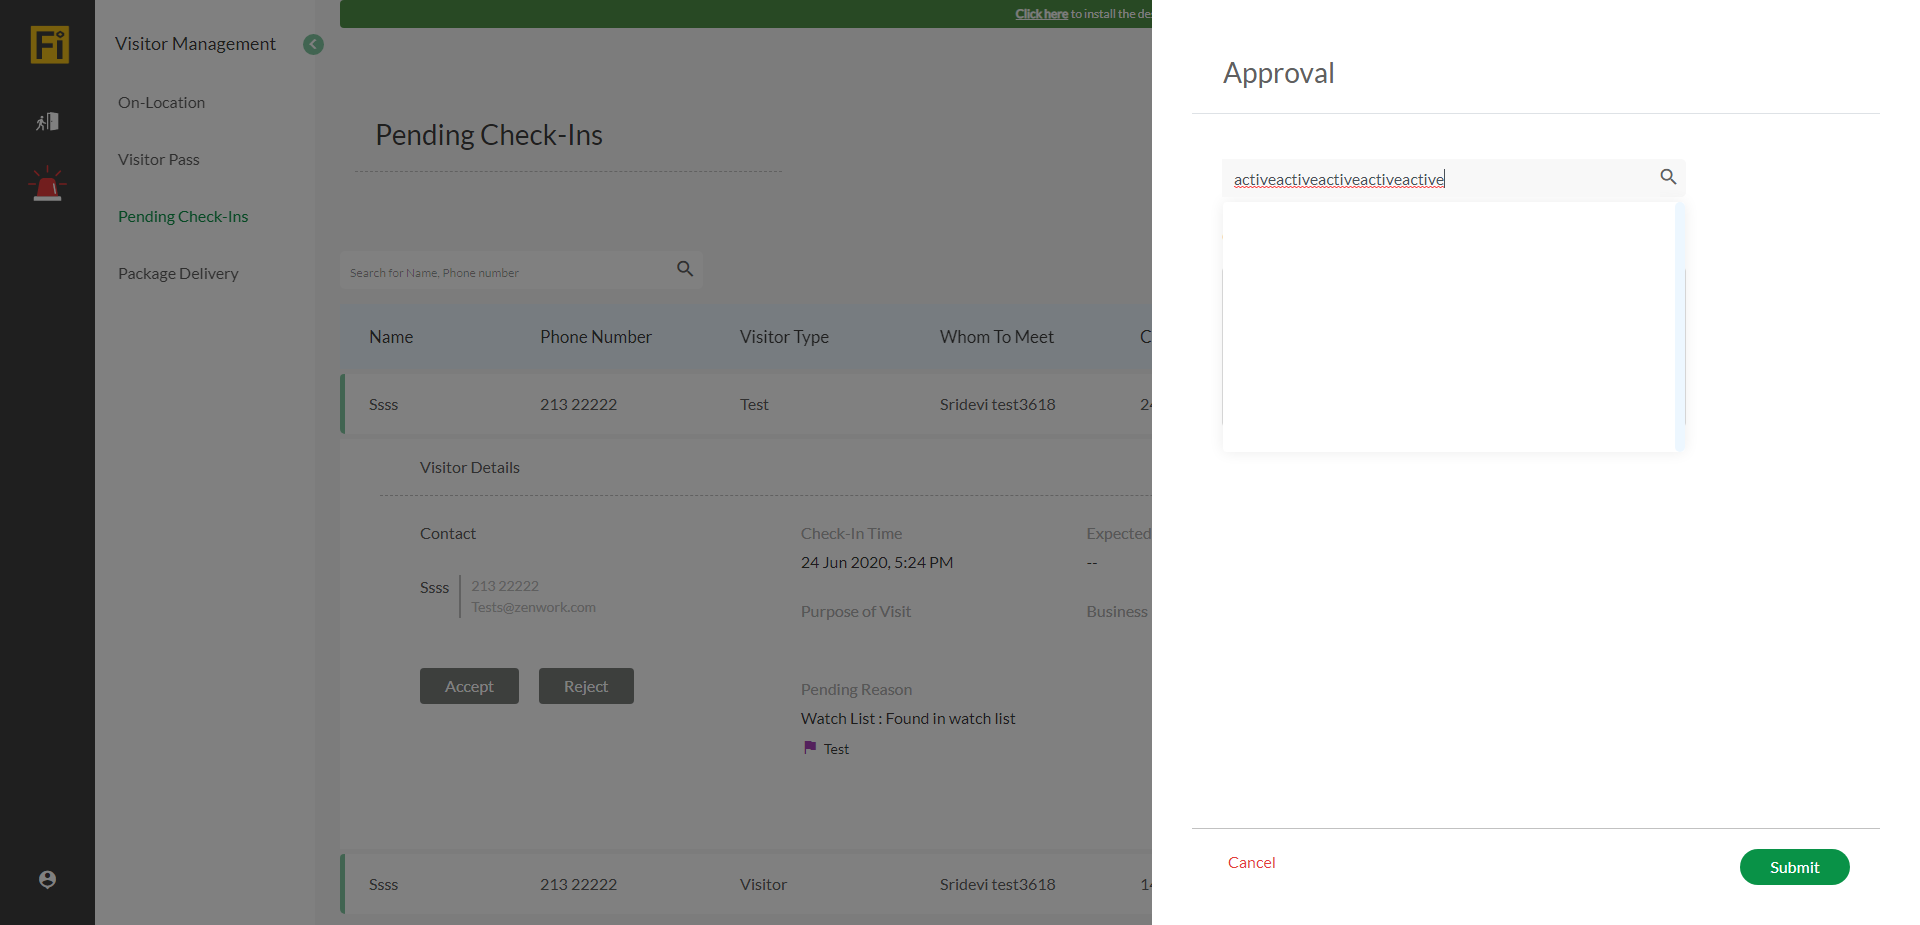 Fi
Visitor Management
On-Location
Visitor Pass
Pending Check-Ins
Package Delivery
Click here to install the
Pending Check-Ins
Search for Name, Phone number
Name Phone Number Visitor Type Whom To Meet C
Ssss 213 22222 Test Sridevi test3618
Visitor Details
Contact
Ssss 213 22222
Tests@zenwork.com
Accept Reject
Check-In Time Expected
24 Jun 2020, 5:24 PM --
Purpose of Visit Business
Pending Reason
Watch List : Found in watch list
Test
Ssss 213 22222 Visitor Sridevi test3618
Approval
activeactiveactiveactiveactive
Cancel Submit